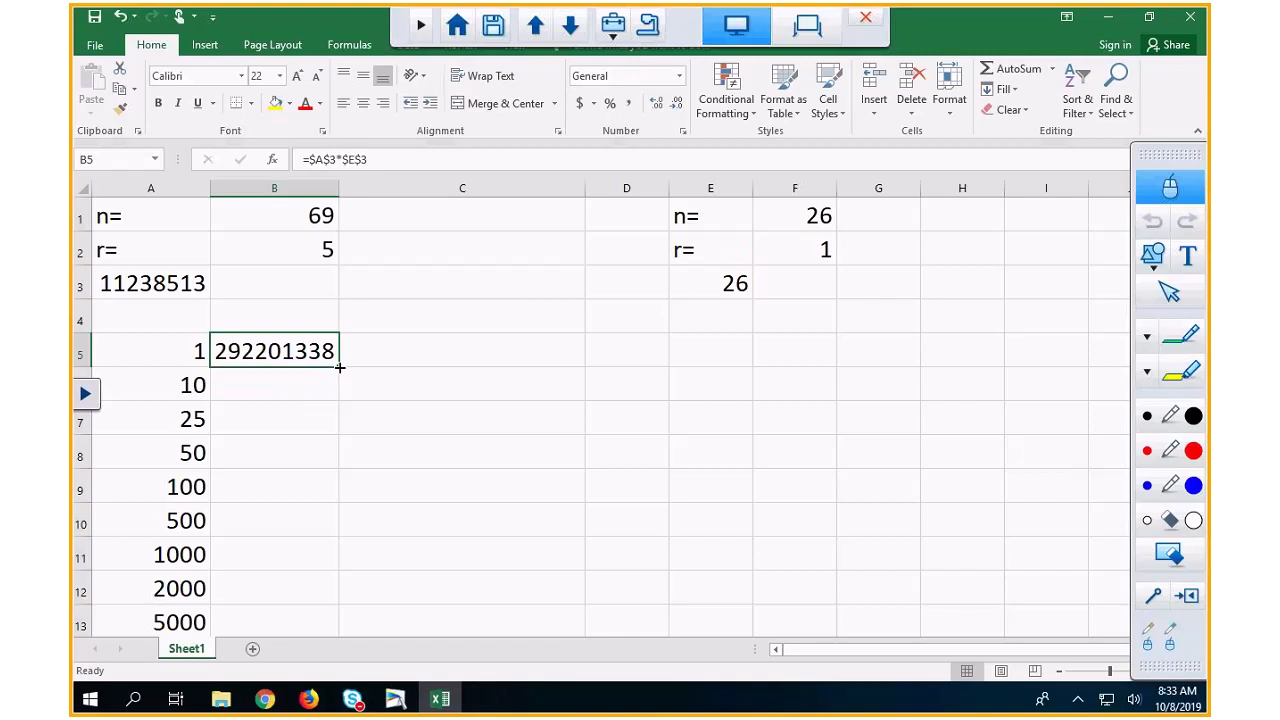 File
Home
Insert
Page Layout
Formulas
Sign in
Share
Paste
Clipboard
Calibri
22
A
A
B
I
U
A
Font
Wrap Text
Merge & Center
Alignment
General
$
%
Number
Conditional
Formatting
Format as
Table
Cell
Styles
Styles
Insert
Delete
Format
Cells
AutoSum
Fill
Clear
Sort &
Filter
Find &
Select
Editing
B5
fx
=$A$3*$E$3
A B C D E F G H I
1 n= 69 n= 26
2 r= 5 r= 1
3 11238513 26
4
5 1 292201338
10
7 25
8 50
9 100
10 500
11 1000
12 2000
13 5000
Sheet1
Ready
T
8:33 AM
10/8/2019